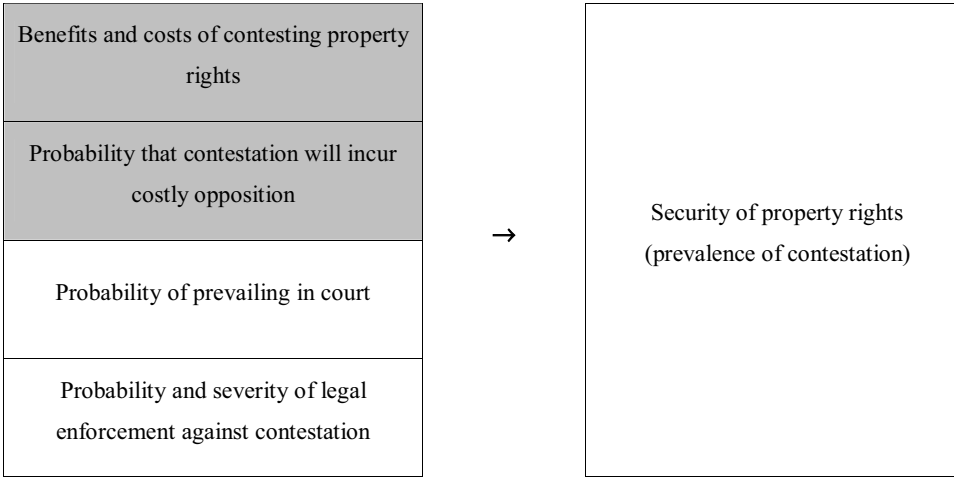 Benefits and costs of contesting property
rights
Probability that contestation will incur
costly opposition
Probability of prevailing in court
Probability and severity of legal
enforcement against contestation
→
Security of property rights
(prevalence of contestation)